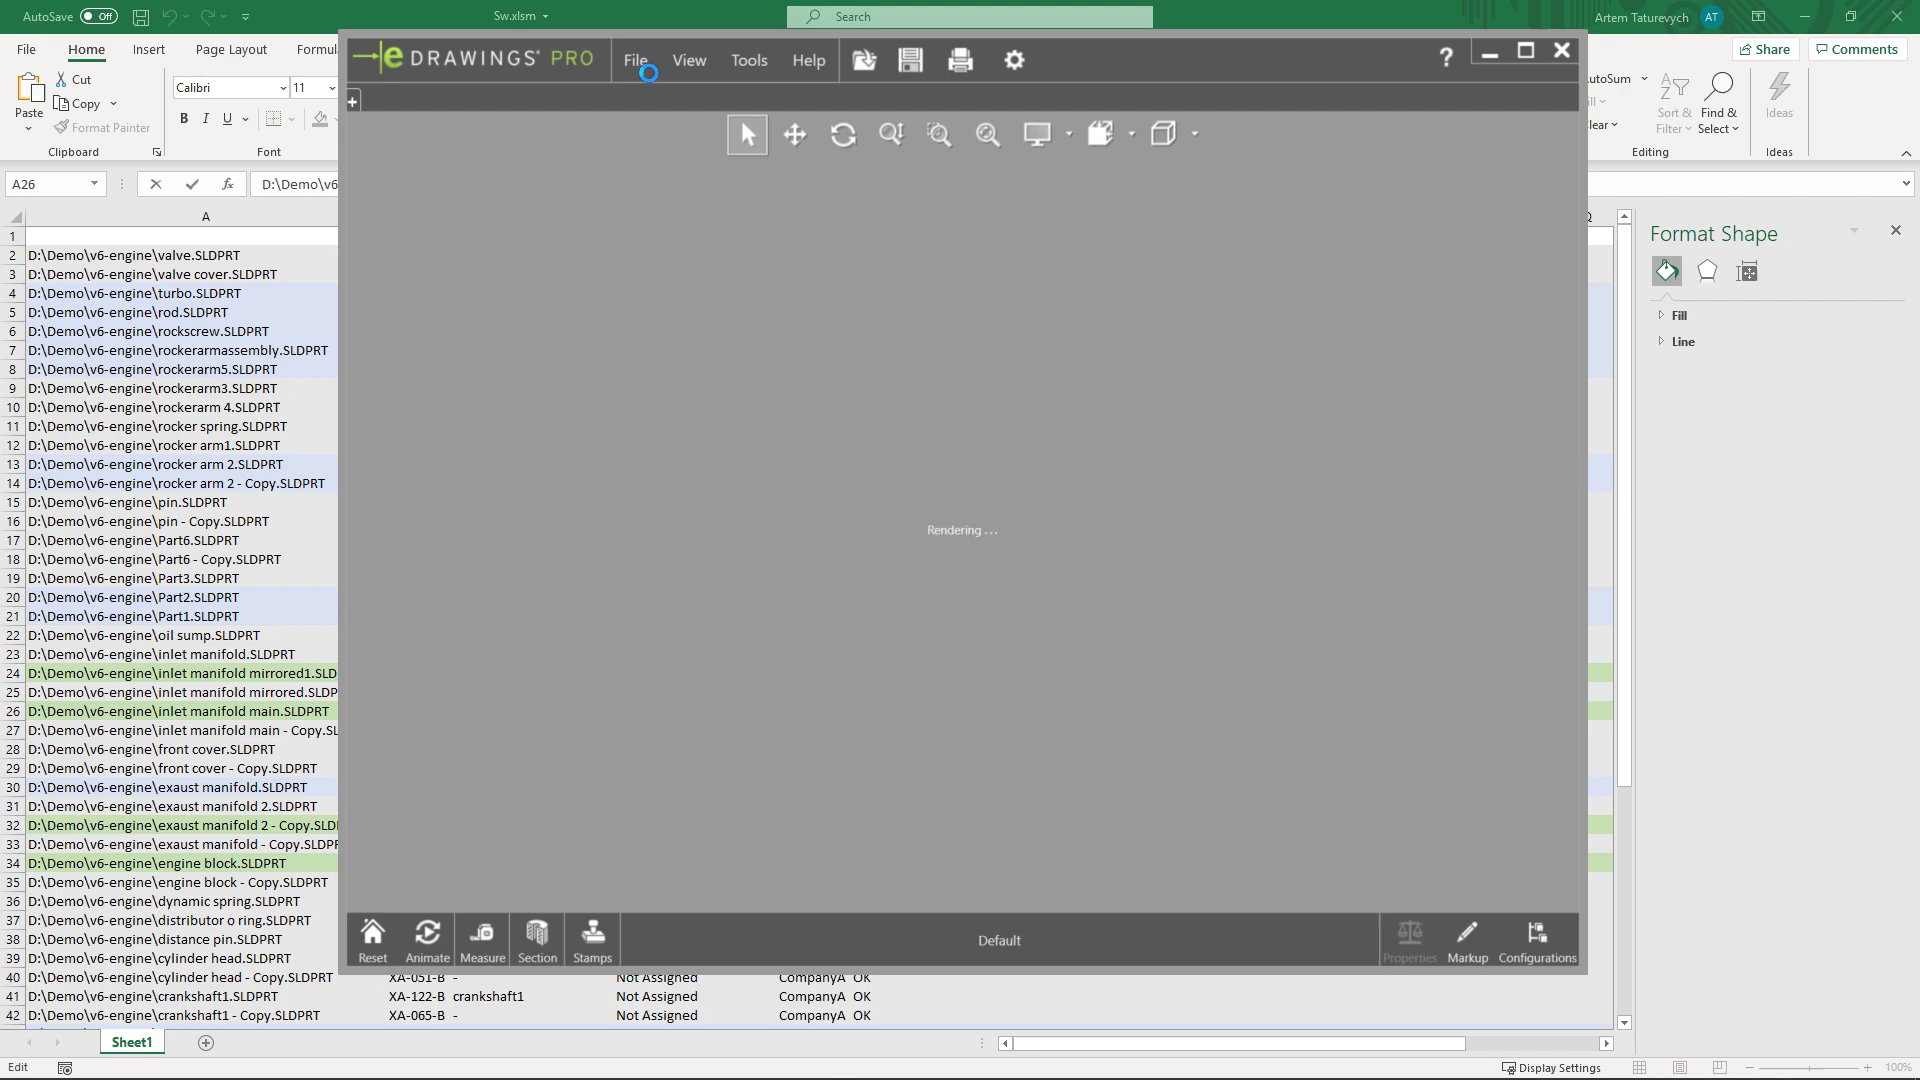 AutoSave Off Sw.xlsm Search Artem Taturevych AT
File Home Insert Page Layout Share Comments
eDRAWINGS PRO File View Tools Help ?
Cut
Copy
Format Painter
Paste
Clipboard
Calibri 11
B I U
Font
Sort & Filter
Find & Select
Ideas
Editing Ideas
A26 fx
A
1
2 D:\Demo\v6-engine\valve.SLDPRT
3 D:\Demo\v6-engine\valve cover.SLDPRT
4 D:\Demo\v6-engine\turbo.SLDPRT
5 D:\Demo\v6-engine\rod.SLDPRT
6 D:\Demo\v6-engine\rockscrew.SLDPRT
7 D:\Demo\v6-engine\rockerarmassembly.SLDPRT
8 D:\Demo\v6-engine\rockerarm5.SLDPRT
9 D:\Demo\v6-engine\rockerarm3.SLDPRT
10 D:\Demo\v6-engine\rockerarm 4.SLDPRT
11 D:\Demo\v6-engine\rocker spring.SLDPRT
12 D:\Demo\v6-engine\rocker arm1.SLDPRT
13 D:\Demo\v6-engine\rocker arm 2.SLDPRT
14 D:\Demo\v6-engine\rocker arm 2 - Copy.SLDPRT
15 D:\Demo\v6-engine\pin.SLDPRT
16 D:\Demo\v6-engine\pin - Copy.SLDPRT
17 D:\Demo\v6-engine\Part6.SLDPRT
18 D:\Demo\v6-engine\Part6 - Copy.SLDPRT
19 D:\Demo\v6-engine\Part3.SLDPRT
20 D:\Demo\v6-engine\Part2.SLDPRT
21 D:\Demo\v6-engine\Part1.SLDPRT
22 D:\Demo\v6-engine\oil sump.SLDPRT
23 D:\Demo\v6-engine\inlet manifold.SLDPRT
24 D:\Demo\v6-engine\inlet manifold mirrored1.SLD
25 D:\Demo\v6-engine\inlet manifold mirrored.SLDP
26 D:\Demo\v6-engine\inlet manifold main.SLDPRT
27 D:\Demo\v6-engine\inlet manifold main - Copy.SL
28 D:\Demo\v6-engine\front cover.SLDPRT
29 D:\Demo\v6-engine\front cover - Copy.SLDPRT
30 D:\Demo\v6-engine\exaust manifold.SLDPRT
31 D:\Demo\v6-engine\exaust manifold 2.SLDPRT
32 D:\Demo\v6-engine\exaust manifold 2 - Copy.SLD
33 D:\Demo\v6-engine\exaust manifold - Copy.SLDP
34 D:\Demo\v6-engine\engine block.SLDPRT
35 D:\Demo\v6-engine\engine block - Copy.SLDPRT
36 D:\Demo\v6-engine\dynamic spring.SLDPRT
37 D:\Demo\v6-engine\distributor o ring.SLDPRT
38 D:\Demo\v6-engine\distance pin.SLDPRT
39 D:\Demo\v6-engine\cylinder head.SLDPRT
40 D:\Demo\v6-engine\cylinder head - Copy.SLDPRT XA-051-B - Not Assigned CompanyA OK
41 D:\Demo\v6-engine\crankshaft1.SLDPRT XA-122-B crankshaft1 Not Assigned CompanyA OK
42 D:\Demo\v6-engine\crankshaft1 - Copy.SLDPRT XA-065-B - Not Assigned CompanyA OK
Rendering ...
Reset Animate Measure Section Stamps Default Properties Markup Configurations
Format Shape
Fill
Line
Sheet1
Edit Display Settings 100%